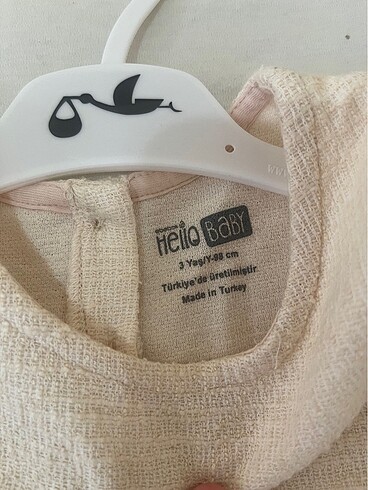 Hello BABY
3 Yaş/Y-98 cm
Türkiye'de üretilmiştir
Made in Turkey